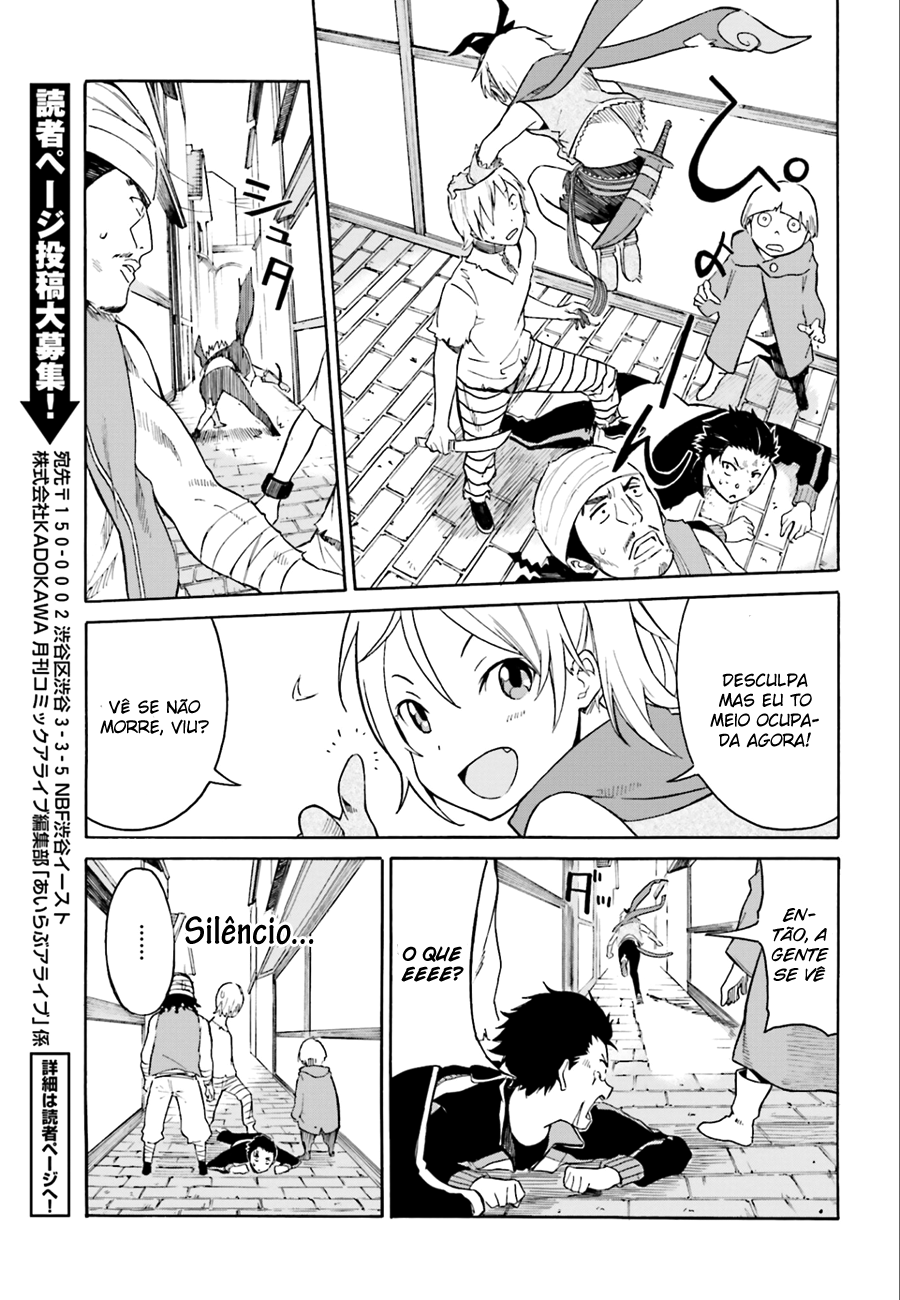 ぴょん
シュタ
DESCULPA
MAS EU TO
MEIO OCUPA-
DA AGORA!
VÊ SE NÃO
MORRE, VIU?
EN-
TÃO, A
GENTE
SE VÊ
O QUE
EEEE?
Silêncio...
......
読者ページ投稿大募集!
宛先〒150-0002 渋谷区渋谷3-3-5 NBF渋谷イースト
株式会社KADOKAWA 月刊コミックアライブ編集部「あいらぶアライブ」係
詳細は読者ページへ!